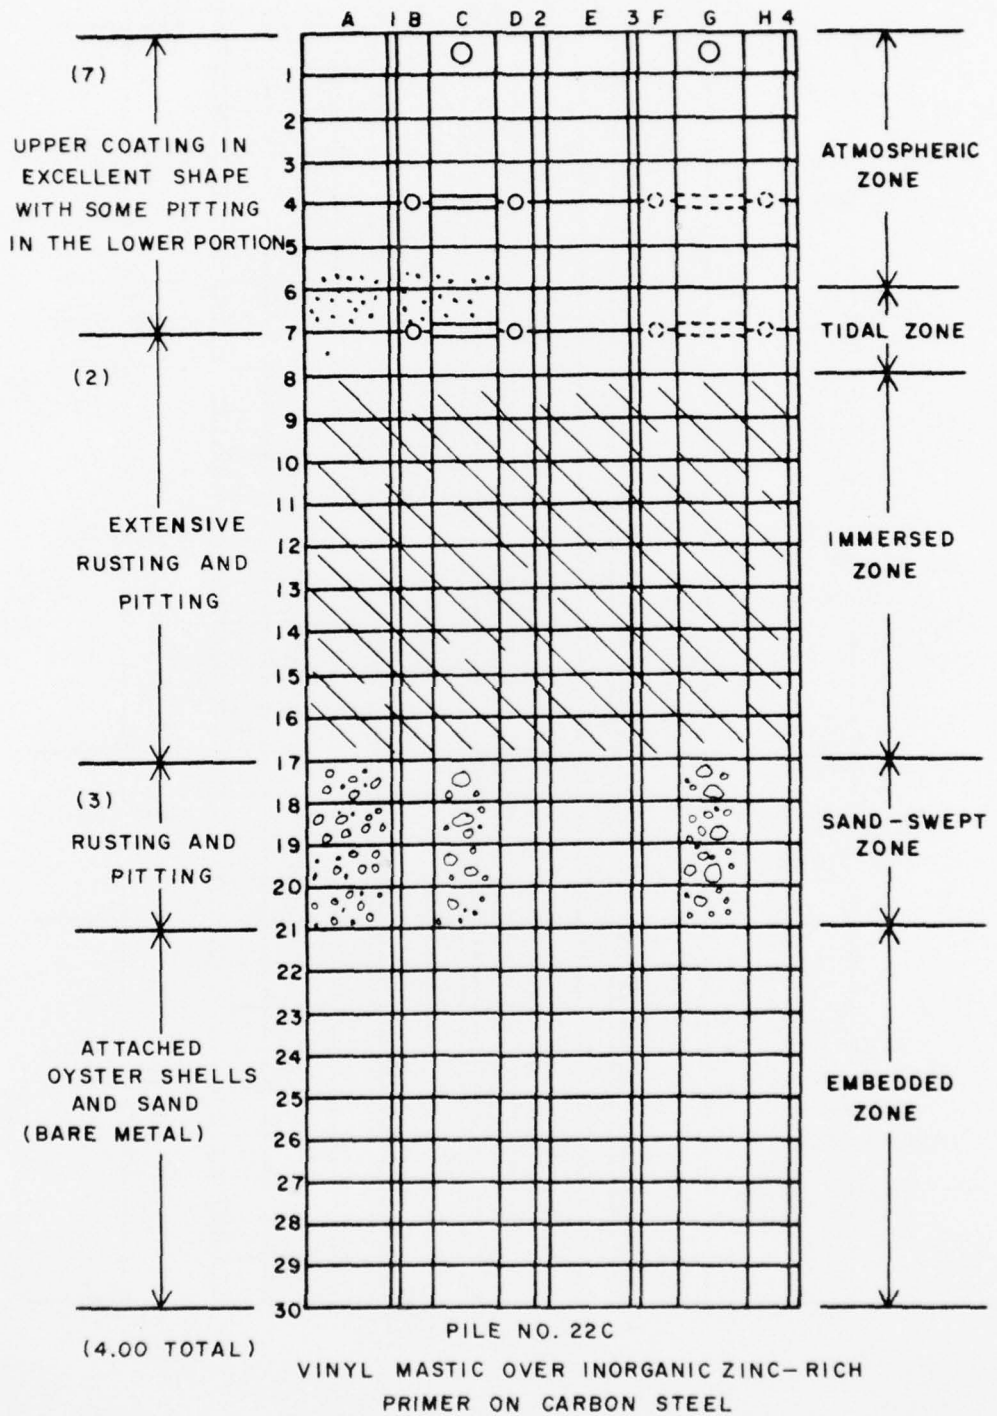 A 1 B C D 2 E 3 F G H 4
(7)
UPPER COATING IN
EXCELLENT SHAPE
WITH SOME PITTING
IN THE LOWER PORTION
(2)
EXTENSIVE
RUSTING AND
PITTING
(3)
RUSTING AND
PITTING
ATTACHED
OYSTER SHELLS
AND SAND
(BARE METAL)
(4.00 TOTAL)
1
2
3
4
5
6
7
8
9
10
11
12
13
14
15
16
17
18
19
20
21
22
23
24
25
26
27
28
29
30
ATMOSPHERIC
ZONE
TIDAL ZONE
IMMERSED
ZONE
SAND-SWEPT
ZONE
EMBEDDED
ZONE
PILE NO. 22C
VINYL MASTIC OVER INORGANIC ZINC-RICH
PRIMER ON CARBON STEEL